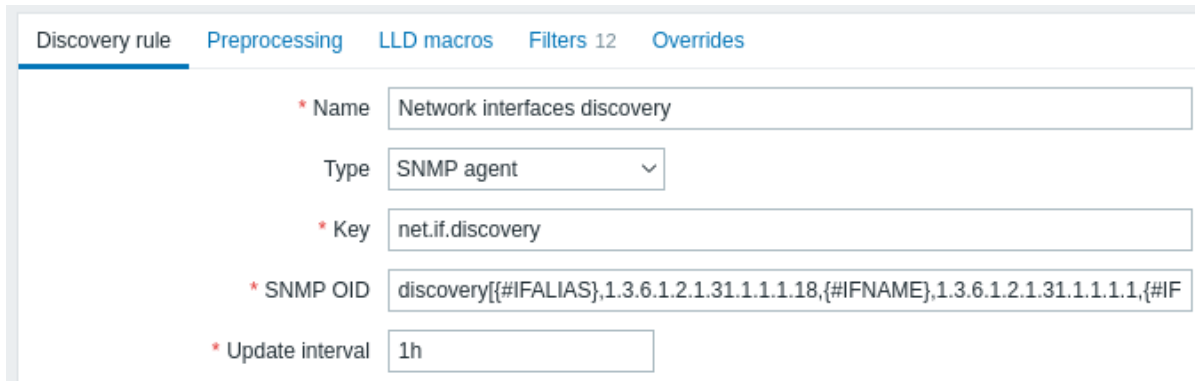 Discovery rule Preprocessing LLD macros Filters 12 Overrides
* Name Network interfaces discovery
Type SNMP agent
* Key net.if.discovery
* SNMP OID discovery[{#IFALIAS},1.3.6.1.2.1.31.1.1.1.18,{#IFNAME},1.3.6.1.2.1.31.1.1.1.1,{#IF
* Update interval 1h